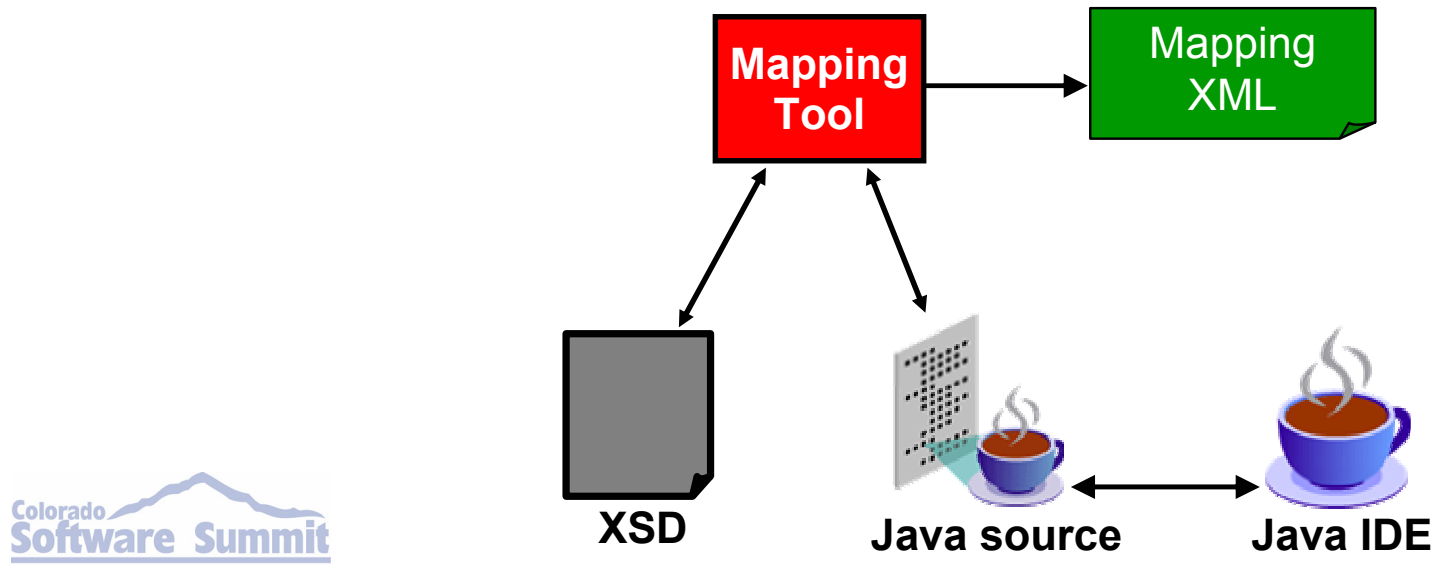 Mapping
Tool
Mapping
XML
XSD
Java source
Java IDE
Colorado
Software Summit